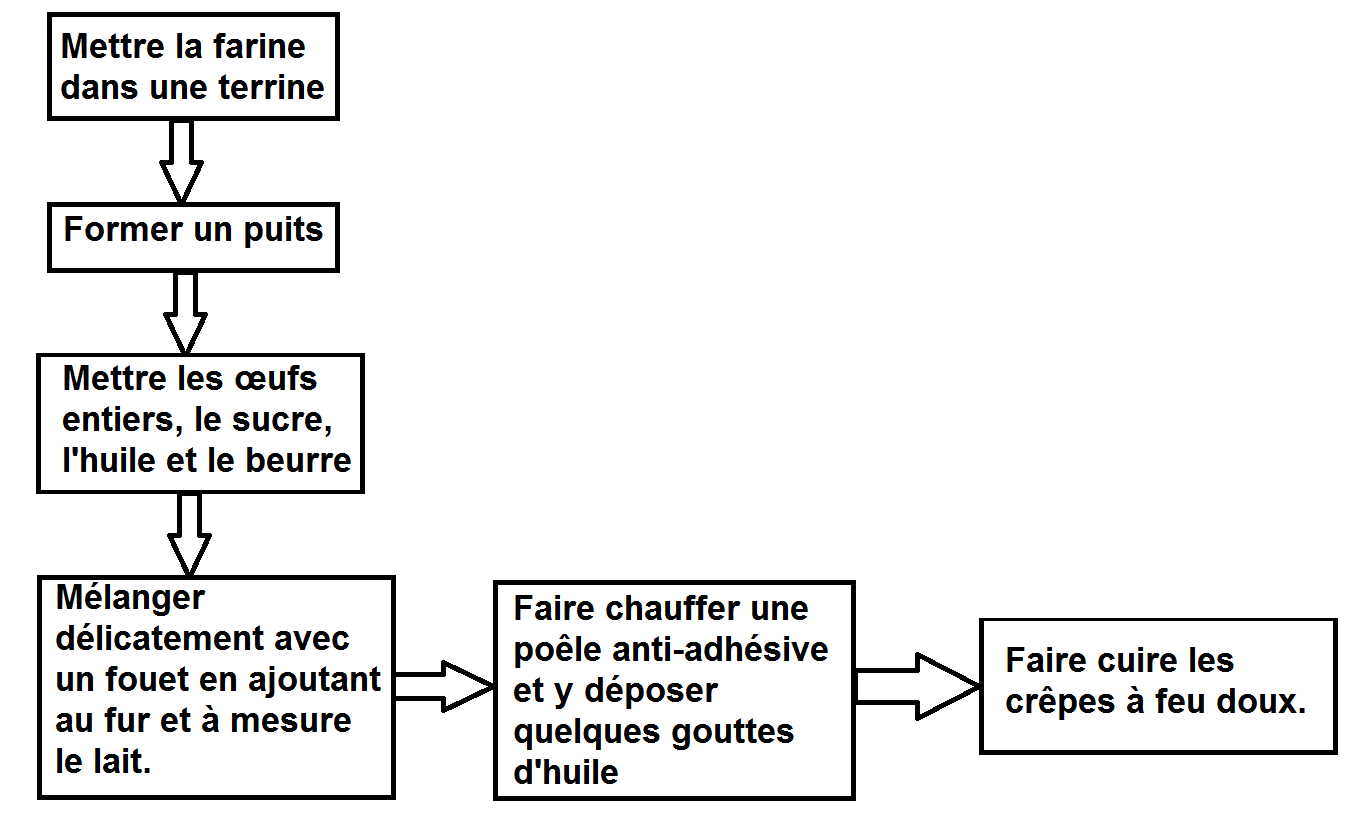 Mettre la farine
dans une terrine
Former un puits
Mettre les œufs
entiers, le sucre,
l'huile et le beurre
Mélanger
délicatement avec
un fouet en ajoutant
au fur et à mesure
le lait.
Faire chauffer une
poêle anti-adhésive
et y déposer
quelques gouttes
d'huile
Faire cuire les
crêpes à feu doux.